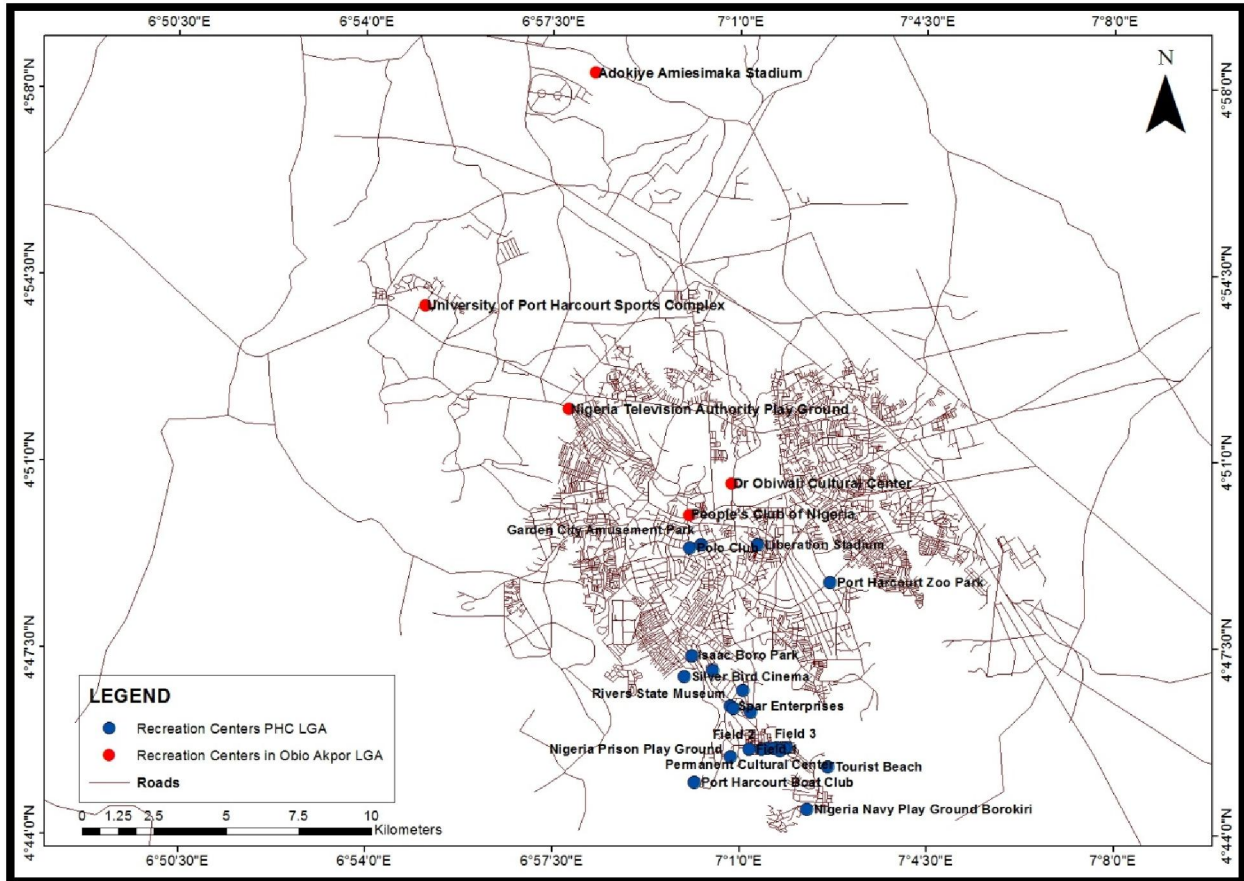 6°50'30"E 6°54'0"E 6°57'30"E 7°1'0"E 7°4'30"E 7°8'0"E
N
Adokiye Amiesimaka Stadium
4°58'0"N 4°58'0"N
4°54'30"N 4°54'30"N
University of Port Harcourt Sports Complex
Nigeria Television Authority Play Ground
4°51'0"N 4°51'0"N
Dr Obiwali Cultural Center
People's Club of Nigeria
Garden City Amusement Park
Polo Club
Liberation Stadium
Port Harcourt Zoo Park
4°47'30"N 4°47'30"N
Isaac Boro Park
Silver Bird Cinema
Rivers State Museum
Spar Enterprises
Field 2
Field 3
Nigeria Prison Play Ground
Field 1
Permanent Cultural Center
Tourist Beach
Port Harcourt Boat Club
Nigeria Navy Play Ground Borokiri
4°44'0"N 4°44'0"N
LEGEND
Recreation Centers PHC LGA
Recreation Centers in Obio Akpor LGA
Roads
0 1.25 2.5 5 7.5 10
Kilometers
6°50'30"E 6°54'0"E 6°57'30"E 7°1'0"E 7°4'30"E 7°8'0"E